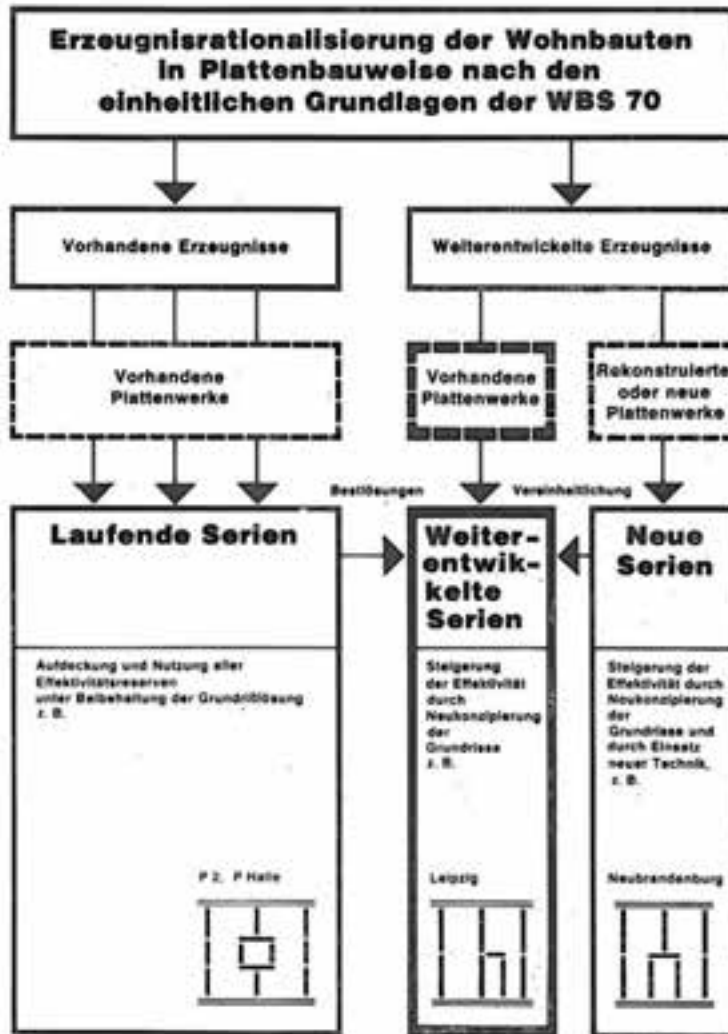 Erzeugnisrationalisierung der Wohnbauten
in Plattenbauweise nach den
einheitlichen Grundlagen der WBS 70
Vorhandene Erzeugnisse
Weiterentwickelte Erzeugnisse
Vorhandene
Plattenwerke
Vorhandene
Plattenwerke
Rekonstruierte
oder neue
Plattenwerke
Bestlösungen
Vereinheitlichung
Laufende Serien
Weiter-
entwik-
kelte
Serien
Neue
Serien
Aufdeckung und Nutzung aller
Effektivitätsreserven
unter Beibehaltung der Grundrißlösung
z. B.
Steigerung
der Effektivität
durch
Neukonzipierung
der
Grundrisse
z. B.
Steigerung der
Effektivität durch
Neukonzipierung
der
Grundrisse und
durch Einsatz
neuer Technik,
z. B.
P 2, P Halle
Leipzig
Neubrandenburg